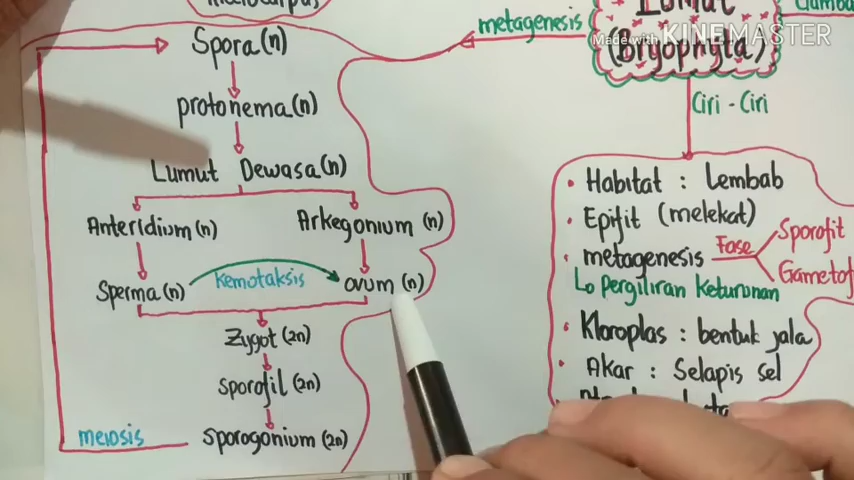 Spora (n)
protonema (n)
Lumut Dewasa (n)
Anteridium (n)
Arkegonium (n)
Sperma (n)
kemotaksis
ovum (n)
Zygot (2n)
sporofil (2n)
meiosis
sporogonium (2n)
metagenesis
Lumut
(Bryophyta)
Made with KINEMASTER
Ciri - Ciri
• Habitat : Lembab
• Epifit (melekat)
• metagenesis Fase
Sporofit
Gametof
Lo pergiliran keturunan
• Kloroplas : bentuk jala
• Akar : Selapis sel